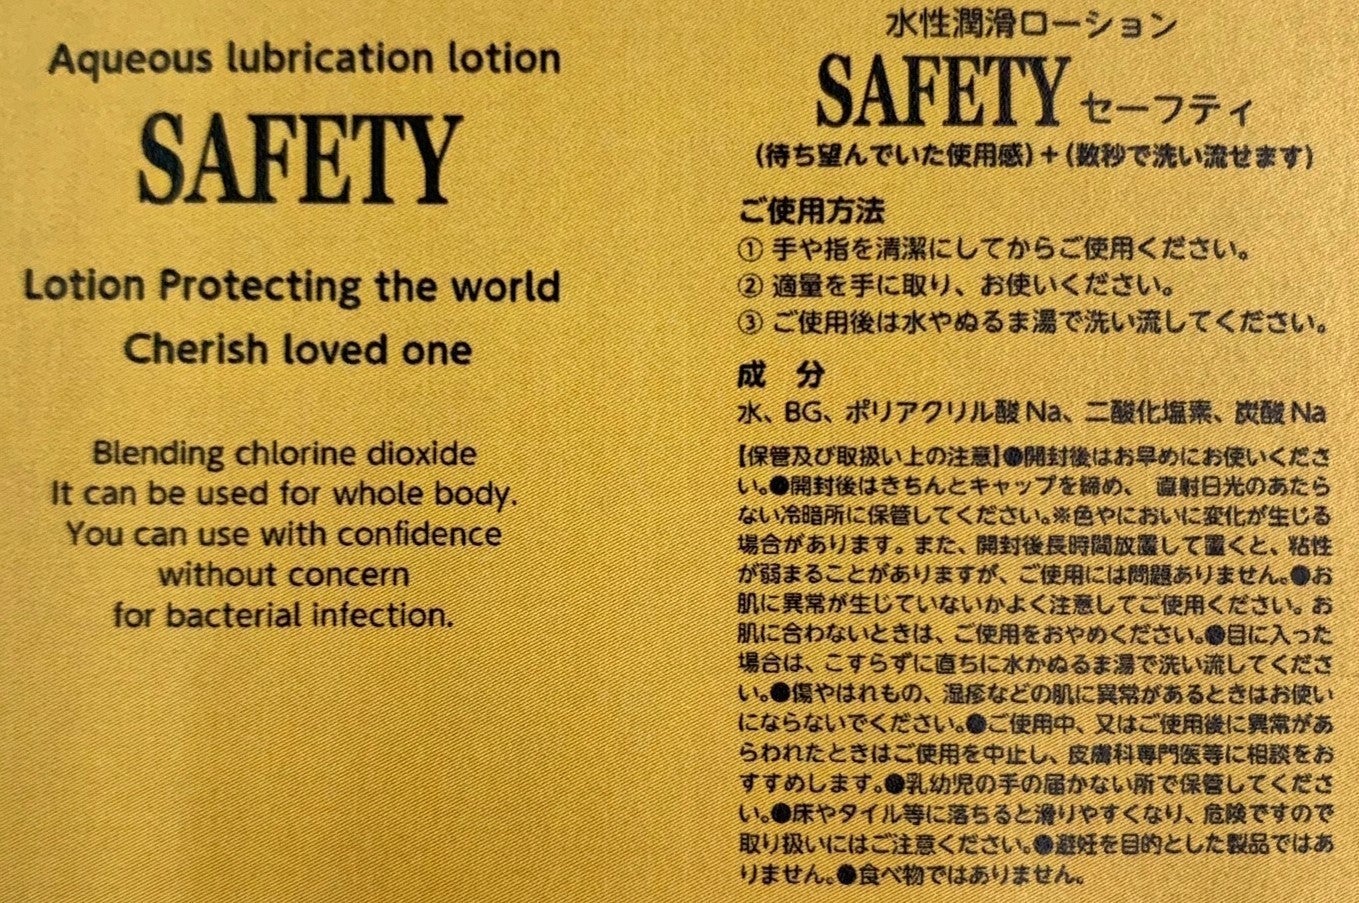 Aqueous lubrication lotion
SAFETY
Lotion Protecting the world
Cherish loved one
Blending chlorine dioxide
It can be used for whole body.
You can use with confidence
without concern
for bacterial infection.
水性潤滑ローション
SAFETY セーフティ
(待ち望んでいた使用感)+(数秒で洗い流せます)
ご使用方法
① 手や指を清潔にしてからご使用ください。
② 適量を手に取り、お使いください。
③ ご使用後は水やぬるま湯で洗い流してください。
成 分
水、BG、ポリアクリル酸Na、二酸化塩素、炭酸Na
【保管及び取扱い上の注意】●開封後はお早めにお使いくださ
い。●開封後はきちんとキャップを締め、 直射日光のあたら
ない冷暗所に保管してください。※色やにおいに変化が生じる
場合があります。また、開封後長時間放置して置くと、粘性
が弱まることがありますが、ご使用には問題ありません。●お
肌に異常が生じていないかよく注意してご使用ください。お
肌に合わないときは、ご使用をおやめください。●目に入った
場合は、こすらずに直ちに水かぬるま湯で洗い流してくださ
い。●傷やはれもの、湿疹などの肌に異常があるときはお使い
にならないでください。●ご使用中、又はご使用後に異常があ
らわれたときはご使用を中止し、皮膚科専門医等に相談をお
すすめします。●乳幼児の手の届かない所で保管してくださ
い。●床やタイル等に落ちると滑りやすくなり、危険ですので
取り扱いにはご注意ください。●避妊を目的とした製品ではあ
りません。●食べ物ではありません。